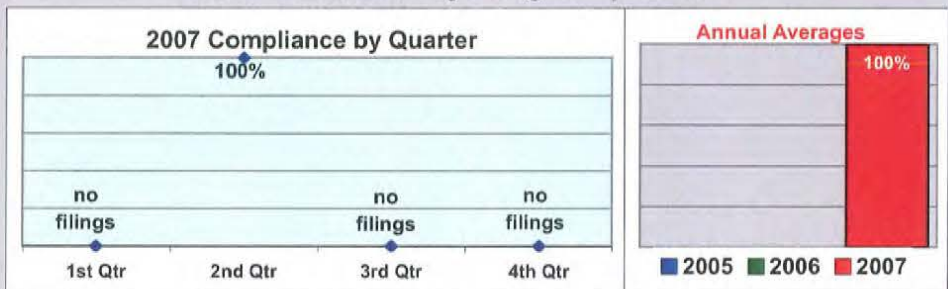 2007 Compliance by Quarter
100%
no
filings
no
filings
no
filings
1st Qtr 2nd Qtr 3rd Qtr 4th Qtr
Annual Averages
100%
2005 2006 2007